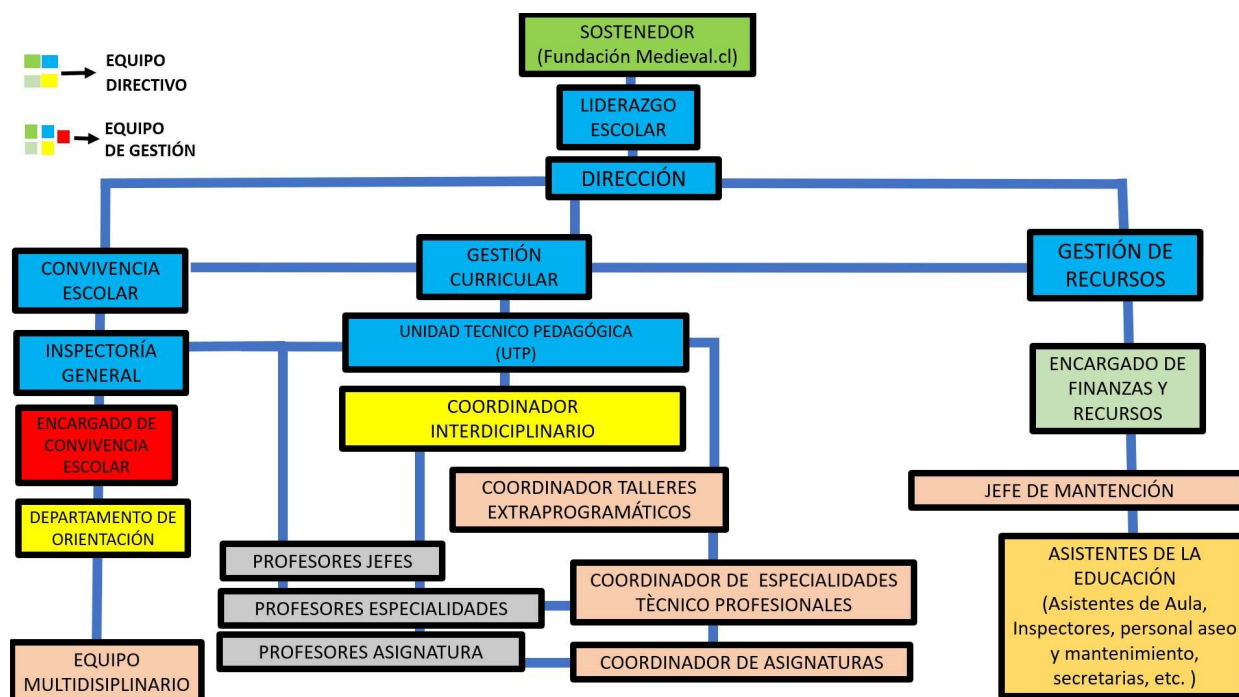 SOSTENEDOR
(Fundación Medieval.cl)
EQUIPO
DIRECTIVO
EQUIPO
DE GESTIÓN
LIDERAZGO
ESCOLAR
DIRECCIÓN
CONVIVENCIA
ESCOLAR
GESTIÓN
CURRICULAR
GESTIÓN DE
RECURSOS
INSPECTORÍA
GENERAL
UNIDAD TECNICO PEDAGÓGICA
(UTP)
ENCARGADO DE
FINANZAS Y
RECURSOS
ENCARGADO DE
CONVIVENCIA
ESCOLAR
COORDINADOR
INTERDICIPLINARIO
COORDINADOR TALLERES
EXTRAPROGRAMÁTICOS
JEFE DE MANTENCIÓN
DEPARTAMENTO DE
ORIENTACIÓN
PROFESORES JEFES
PROFESORES ESPECIALIDADES
PROFESORES ASIGNATURA
COORDINADOR DE ESPECIALIDADES
TÈCNICO PROFESIONALES
COORDINADOR DE ASIGNATURAS
ASISTENTES DE LA
EDUCACIÓN
(Asistentes de Aula,
Inspectores, personal aseo
y mantenimiento,
secretarias, etc. )
EQUIPO
MULTIDISIPLINARIO